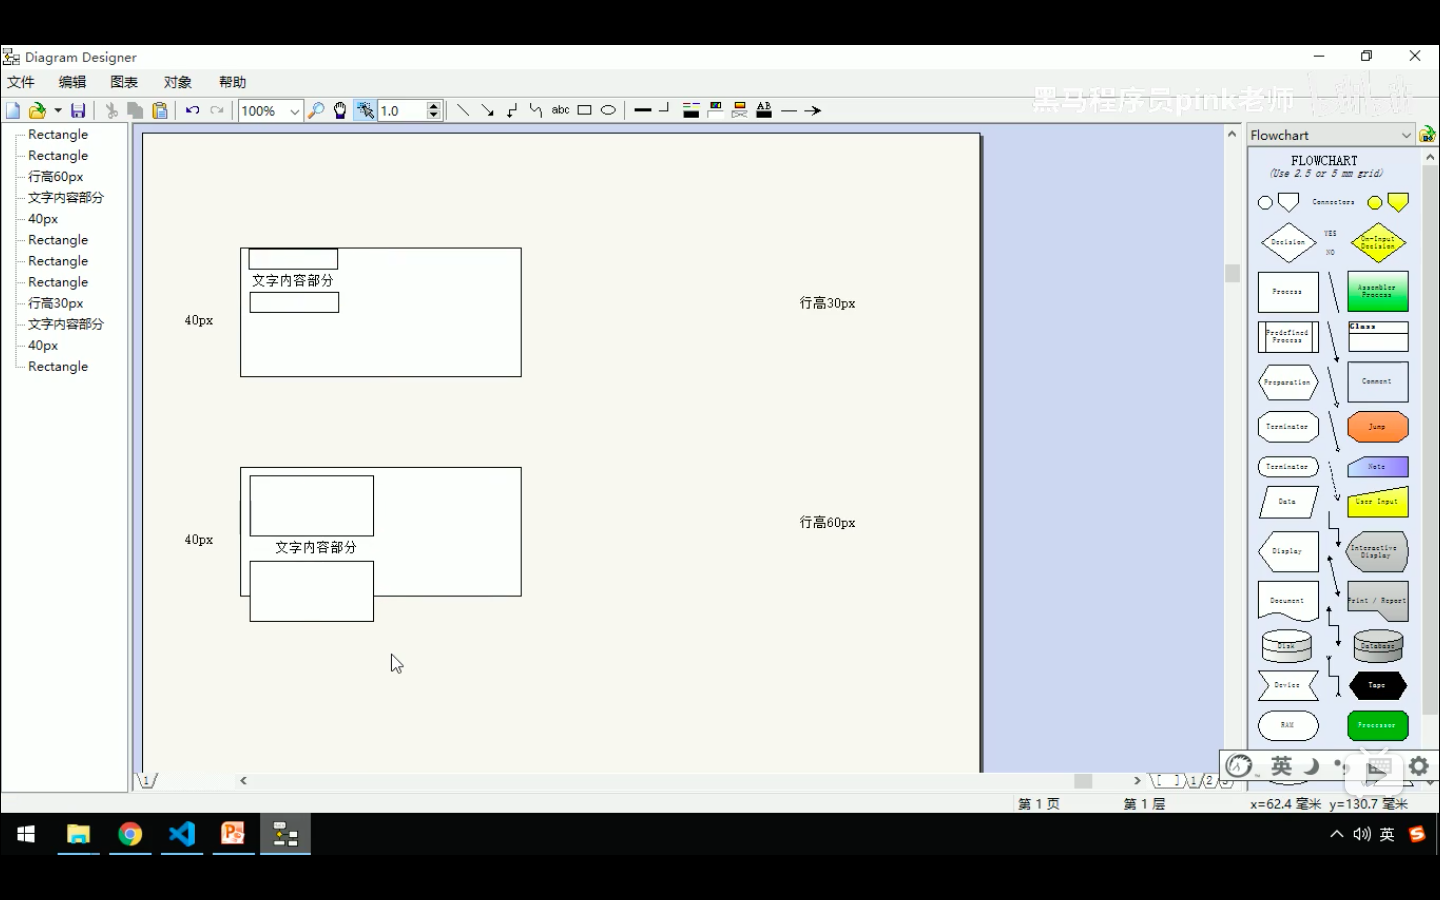 Diagram Designer
文件 编辑 图表 对象 帮助
黑马程序员pink老师
100% 1.0 abc AB
Rectangle
Rectangle
行高60px
文字内容部分
40px
Rectangle
Rectangle
Rectangle
行高30px
文字内容部分
40px
Rectangle
文字内容部分
40px
行高30px
40px
文字内容部分
行高60px
Flowchart
FLOWCHART
(Use 2.5 or 5 mm grid)
Connectors
Decision YES NO On-Input Decision
Process Assembler Process
Predefined Process Class
Preparation Comment
Terminator Jump
Terminator Note
Data User Input
Display Interactive Display
Document Print / Report
Disk Database
Device Tape
RAM Processor
1
1 2 3
英
第 1 页 第 1 层 x=62.4 毫米 y=130.7 毫米
英